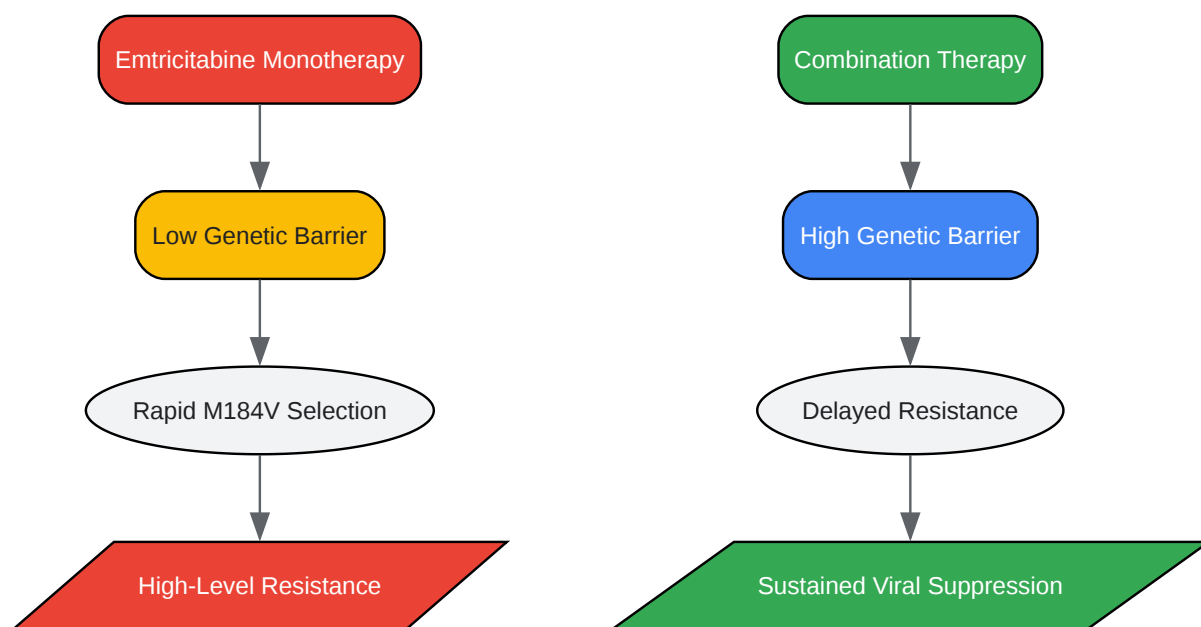 Emtricitabine Monotherapy
Combination Therapy
Low Genetic Barrier
High Genetic Barrier
Rapid M184V Selection
Delayed Resistance
High-Level Resistance
Sustained Viral Suppression